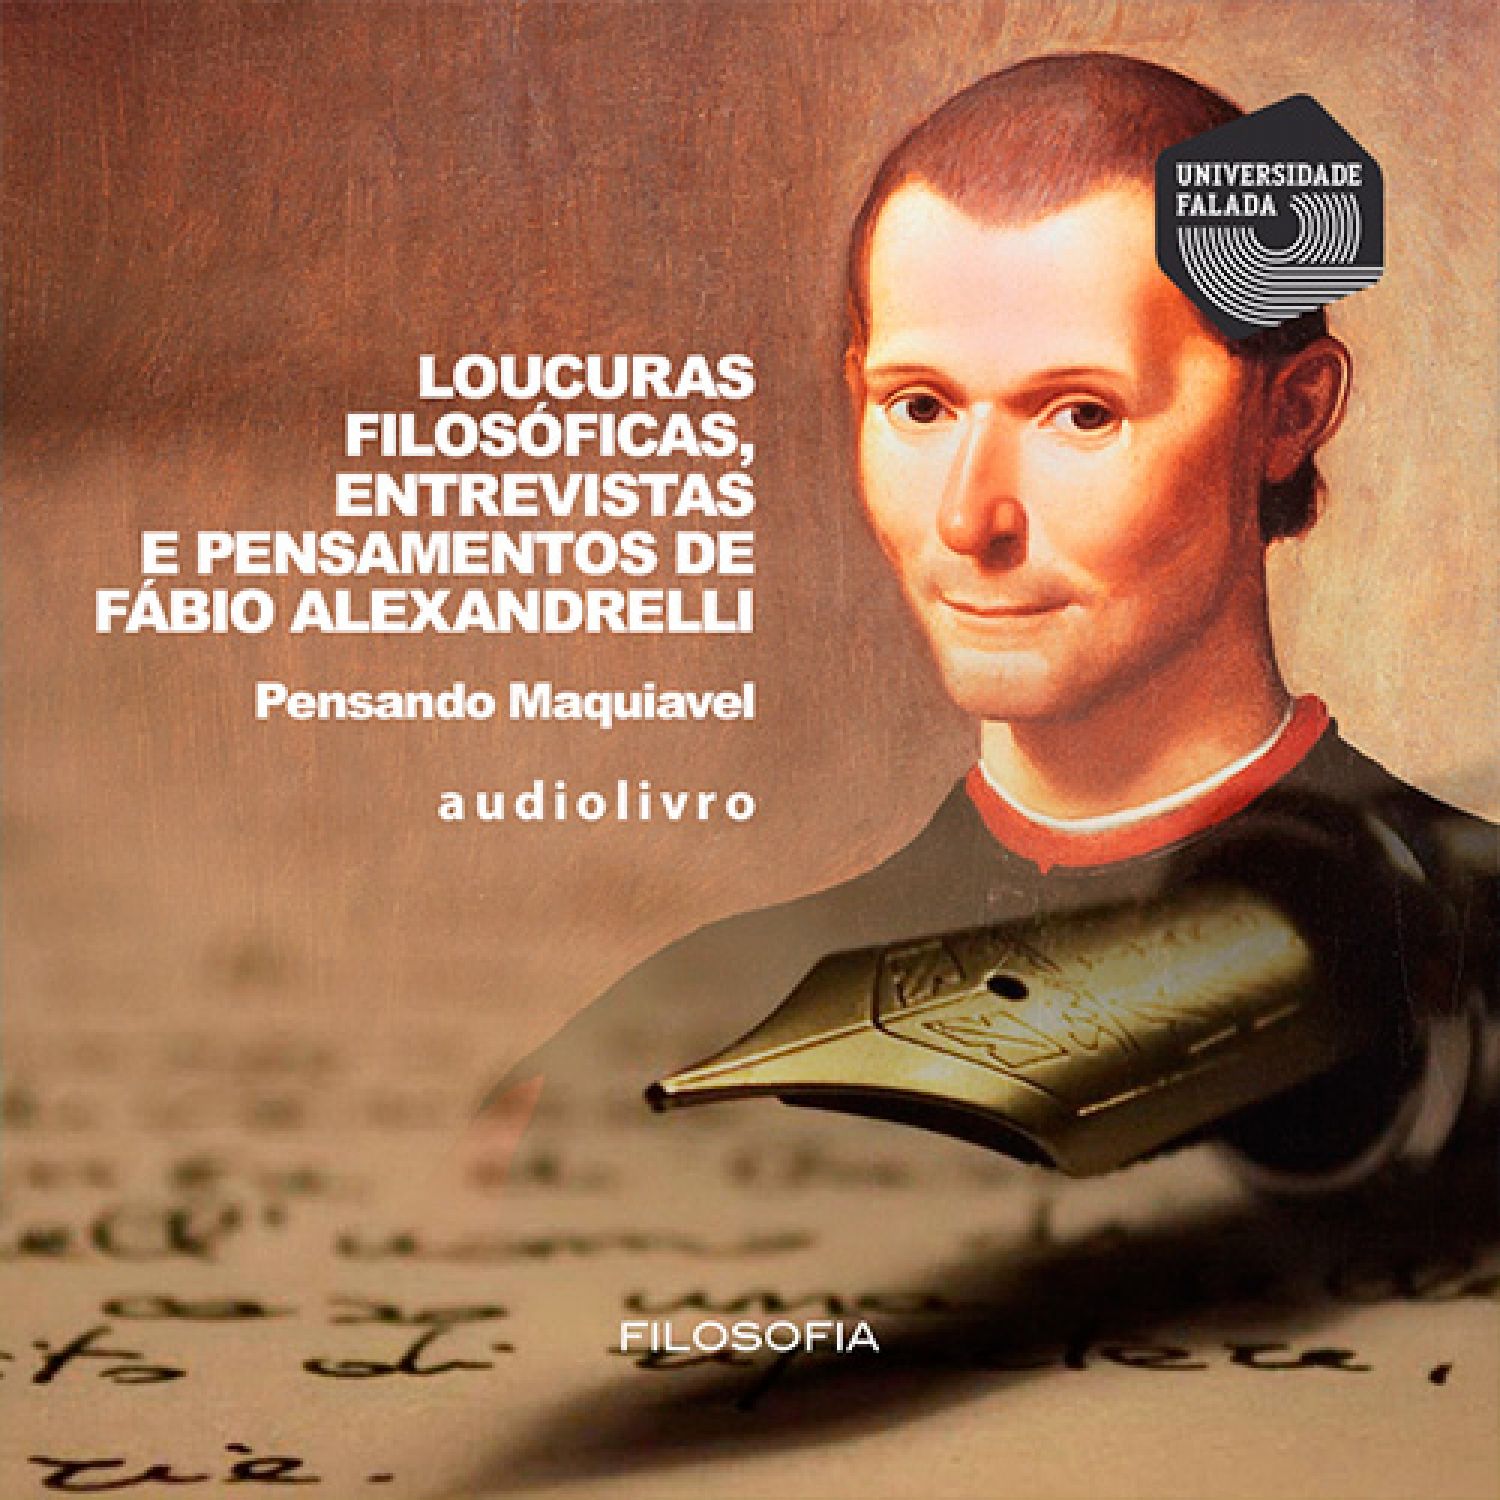 UNIVERSIDADE
FALADA
LOUCURAS
FILOSÓFICAS,
ENTREVISTAS
E PENSAMENTOS DE
FÁBIO ALEXANDRELLI
Pensando Maquiavel
audiolivro
FILOSOFIA